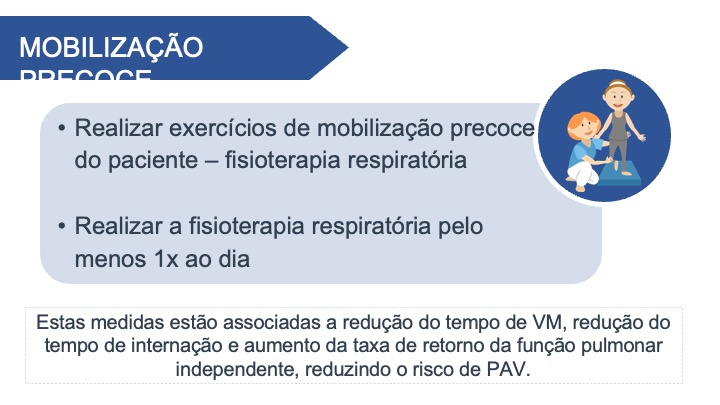 MOBILIZAÇÃO
PRECOCE
• Realizar exercícios de mobilização precoce
do paciente – fisioterapia respiratória
• Realizar a fisioterapia respiratória pelo
menos 1x ao dia
Estas medidas estão associadas a redução do tempo de VM, redução do
tempo de internação e aumento da taxa de retorno da função pulmonar
independente, reduzindo o risco de PAV.